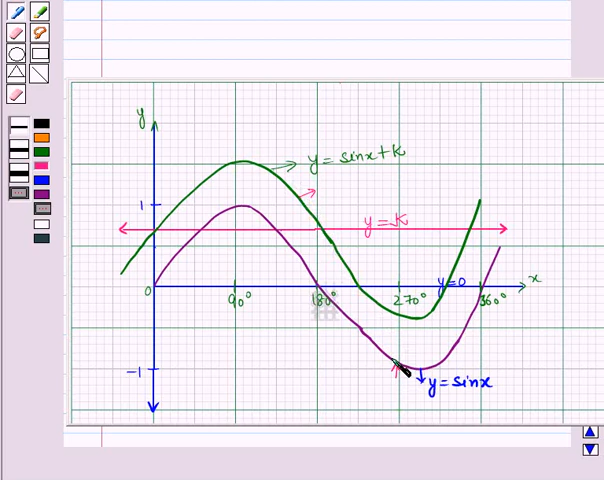 y
y = sinx + k
1
y = k
0
90°
180°
270°
y=0
360°
x
-1
y = sinx